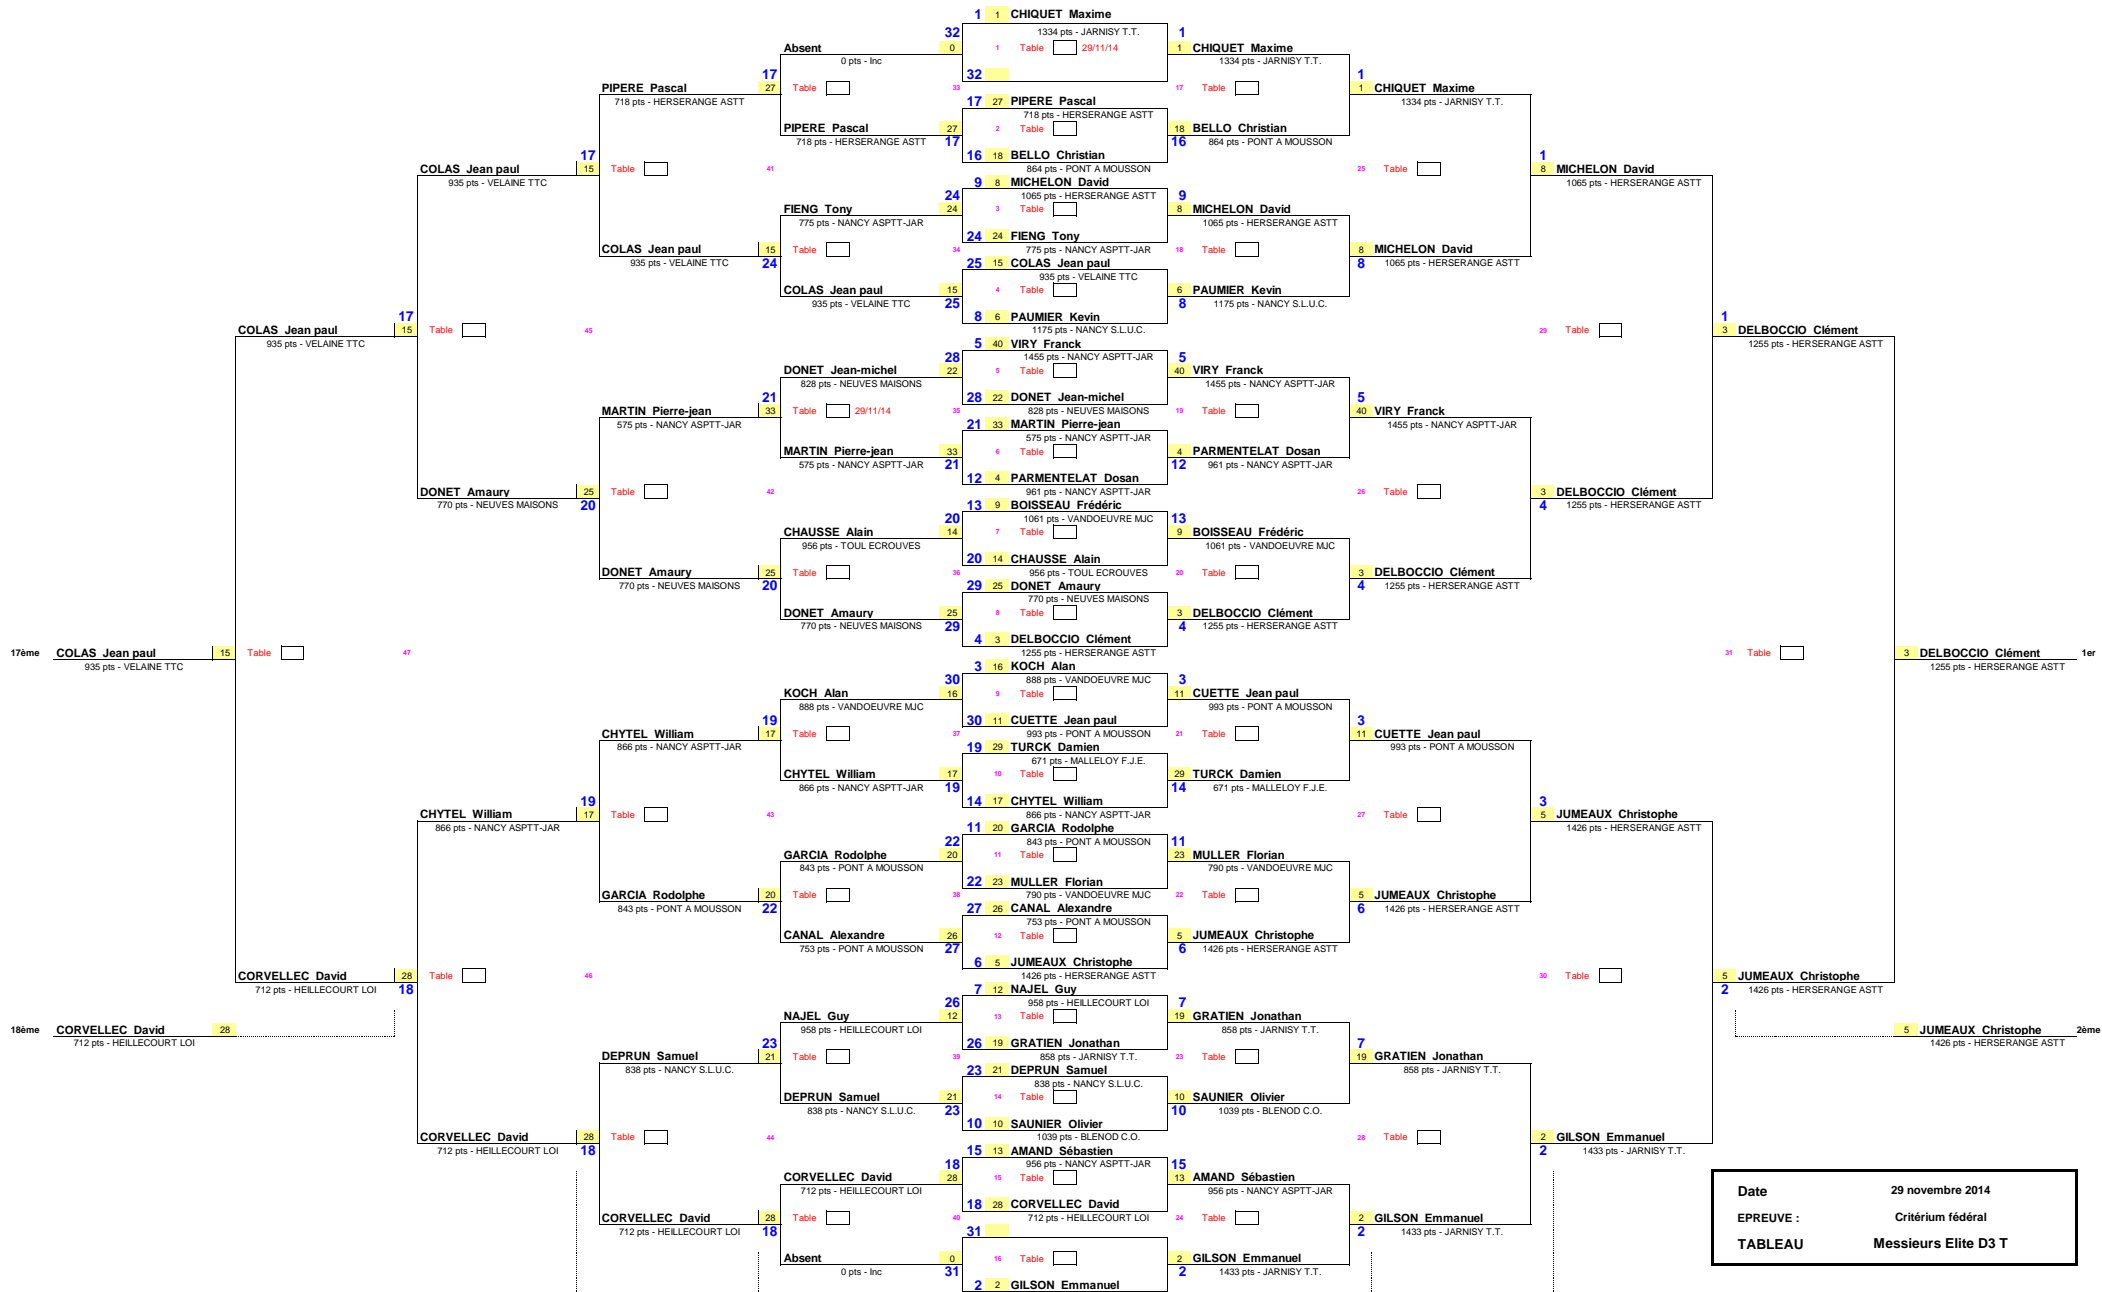 1 1 CHIQUET Maxime
32 1334 pts - JARNISY T.T. 1
Absent 0 1 Table 29/11/14 1 CHIQUET Maxime
0 pts - Inc 1334 pts - JARNISY T.T.
17 32 1
PIPERE Pascal 27 Table 33 17 Table 1 CHIQUET Maxime
718 pts - HERSERANGE ASTT 17 27 PIPERE Pascal 1334 pts - JARNISY T.T.
718 pts - HERSERANGE ASTT
PIPERE Pascal 27 2 Table 18 BELLO Christian
718 pts - HERSERANGE ASTT 17 16 864 pts - PONT A MOUSSON
17 16 18 BELLO Christian 1
COLAS Jean paul 15 Table 41 864 pts - PONT A MOUSSON 25 Table 8 MICHELON David
935 pts - VELAINE TTC 9 8 MICHELON David 1065 pts - HERSERANGE ASTT
24 1065 pts - HERSERANGE ASTT 9
FIENG Tony 24 3 Table 8 MICHELON David
775 pts - NANCY ASPTT-JAR 1065 pts - HERSERANGE ASTT
24 24 FIENG Tony
COLAS Jean paul 15 Table 34 775 pts - NANCY ASPTT-JAR 18 Table 8 MICHELON David
935 pts - VELAINE TTC 24 25 15 COLAS Jean paul 8 1065 pts - HERSERANGE ASTT
935 pts - VELAINE TTC
COLAS Jean paul 15 4 Table 6 PAUMIER Kevin
935 pts - VELAINE TTC 25 8 1175 pts - NANCY S.L.U.C.
17 8 6 PAUMIER Kevin 1
COLAS Jean paul 15 Table 45 1175 pts - NANCY S.L.U.C. 29 Table 3 DELBOCCIO Clément
935 pts - VELAINE TTC 5 40 VIRY Franck 1255 pts - HERSERANGE ASTT
28 1455 pts - NANCY ASPTT-JAR 5
DONET Jean-michel 22 5 Table 40 VIRY Franck
828 pts - NEUVES MAISONS 1455 pts - NANCY ASPTT-JAR
21 28 22 DONET Jean-michel 5
MARTIN Pierre-jean 33 Table 29/11/14 35 828 pts - NEUVES MAISONS 19 Table 40 VIRY Franck
575 pts - NANCY ASPTT-JAR 21 33 MARTIN Pierre-jean 1455 pts - NANCY ASPTT-JAR
575 pts - NANCY ASPTT-JAR
MARTIN Pierre-jean 33 6 Table 4 PARMENTELAT Dosan
575 pts - NANCY ASPTT-JAR 21 12 961 pts - NANCY ASPTT-JAR
12 4 PARMENTELAT Dosan
DONET Amaury 25 Table 42 961 pts - NANCY ASPTT-JAR 26 Table 3 DELBOCCIO Clément
770 pts - NEUVES MAISONS 20 13 9 BOISSEAU Frédéric 4 1255 pts - HERSERANGE ASTT
20 1061 pts - VANDOEUVRE MJC 13
CHAUSSE Alain 14 7 Table 9 BOISSEAU Frédéric
956 pts - TOUL ECROUVES 1061 pts - VANDOEUVRE MJC
20 14 CHAUSSE Alain
DONET Amaury 25 Table 36 956 pts - TOUL ECROUVES 20 Table 3 DELBOCCIO Clément
770 pts - NEUVES MAISONS 20 29 25 DONET Amaury 4 1255 pts - HERSERANGE ASTT
770 pts - NEUVES MAISONS
DONET Amaury 25 8 Table 3 DELBOCCIO Clément
770 pts - NEUVES MAISONS 29 4 1255 pts - HERSERANGE ASTT
4 3 DELBOCCIO Clément
17ème COLAS Jean paul 15 Table 47 1255 pts - HERSERANGE ASTT 31 Table 3 DELBOCCIO Clément 1er
935 pts - VELAINE TTC 3 16 KOCH Alan 1255 pts - HERSERANGE ASTT
30 888 pts - VANDOEUVRE MJC 3
KOCH Alan 16 9 Table 11 CUETTE Jean paul
888 pts - VANDOEUVRE MJC 993 pts - PONT A MOUSSON
19 30 11 CUETTE Jean paul 3
CHYTEL William 17 Table 37 993 pts - PONT A MOUSSON 21 Table 11 CUETTE Jean paul
866 pts - NANCY ASPTT-JAR 19 29 TURCK Damien 993 pts - PONT A MOUSSON
671 pts - MALLELOY F.J.E.
CHYTEL William 17 10 Table 29 TURCK Damien
866 pts - NANCY ASPTT-JAR 19 14 671 pts - MALLELOY F.J.E.
19 14 17 CHYTEL William 3
CHYTEL William 17 Table 43 866 pts - NANCY ASPTT-JAR 27 Table 5 JUMEAUX Christophe
866 pts - NANCY ASPTT-JAR 11 20 GARCIA Rodolphe 1426 pts - HERSERANGE ASTT
22 843 pts - PONT A MOUSSON 11
GARCIA Rodolphe 20 11 Table 23 MULLER Florian
843 pts - PONT A MOUSSON 790 pts - VANDOEUVRE MJC
22 23 MULLER Florian
GARCIA Rodolphe 20 Table 38 790 pts - VANDOEUVRE MJC 22 Table 5 JUMEAUX Christophe
843 pts - PONT A MOUSSON 22 27 26 CANAL Alexandre 6 1426 pts - HERSERANGE ASTT
753 pts - PONT A MOUSSON
CANAL Alexandre 26 12 Table 5 JUMEAUX Christophe
753 pts - PONT A MOUSSON 27 6 1426 pts - HERSERANGE ASTT
6 5 JUMEAUX Christophe
CORVELLEC David 28 Table 46 1426 pts - HERSERANGE ASTT 30 Table 5 JUMEAUX Christophe
712 pts - HEILLECOURT LOI 18 7 12 NAJEL Guy 2 1426 pts - HERSERANGE ASTT
26 958 pts - HEILLECOURT LOI 7
NAJEL Guy 12 13 Table 19 GRATIEN Jonathan
18ème CORVELLEC David 28 958 pts - HEILLECOURT LOI 858 pts - JARNISY T.T. 5 JUMEAUX Christophe 2ème
712 pts - HEILLECOURT LOI 23 26 19 GRATIEN Jonathan 7 1426 pts - HERSERANGE ASTT
DEPRUN Samuel 21 Table 39 858 pts - JARNISY T.T. 23 Table 19 GRATIEN Jonathan
838 pts - NANCY S.L.U.C. 23 21 DEPRUN Samuel 858 pts - JARNISY T.T.
838 pts - NANCY S.L.U.C.
DEPRUN Samuel 21 14 Table 10 SAUNIER Olivier
838 pts - NANCY S.L.U.C. 23 10 1039 pts - BLENOD C.O.
10 10 SAUNIER Olivier
CORVELLEC David 28 Table 44 1039 pts - BLENOD C.O. 28 Table 2 GILSON Emmanuel
712 pts - HEILLECOURT LOI 18 15 13 AMAND Sébastien 2 1433 pts - JARNISY T.T.
18 956 pts - NANCY ASPTT-JAR 15
CORVELLEC David 28 15 Table 13 AMAND Sébastien
712 pts - HEILLECOURT LOI 956 pts - NANCY ASPTT-JAR Date 29 novembre 2014
18 28 CORVELLEC David
CORVELLEC David 28 Table 40 712 pts - HEILLECOURT LOI 24 Table 2 GILSON Emmanuel EPREUVE : Critérium fédéral
712 pts - HEILLECOURT LOI 18 31 2 1433 pts - JARNISY T.T.
TABLEAU Messieurs Elite D3 T
Absent 0 16 Table 2 GILSON Emmanuel
0 pts - Inc 31 2 1433 pts - JARNISY T.T.
2 2 GILSON Emmanuel